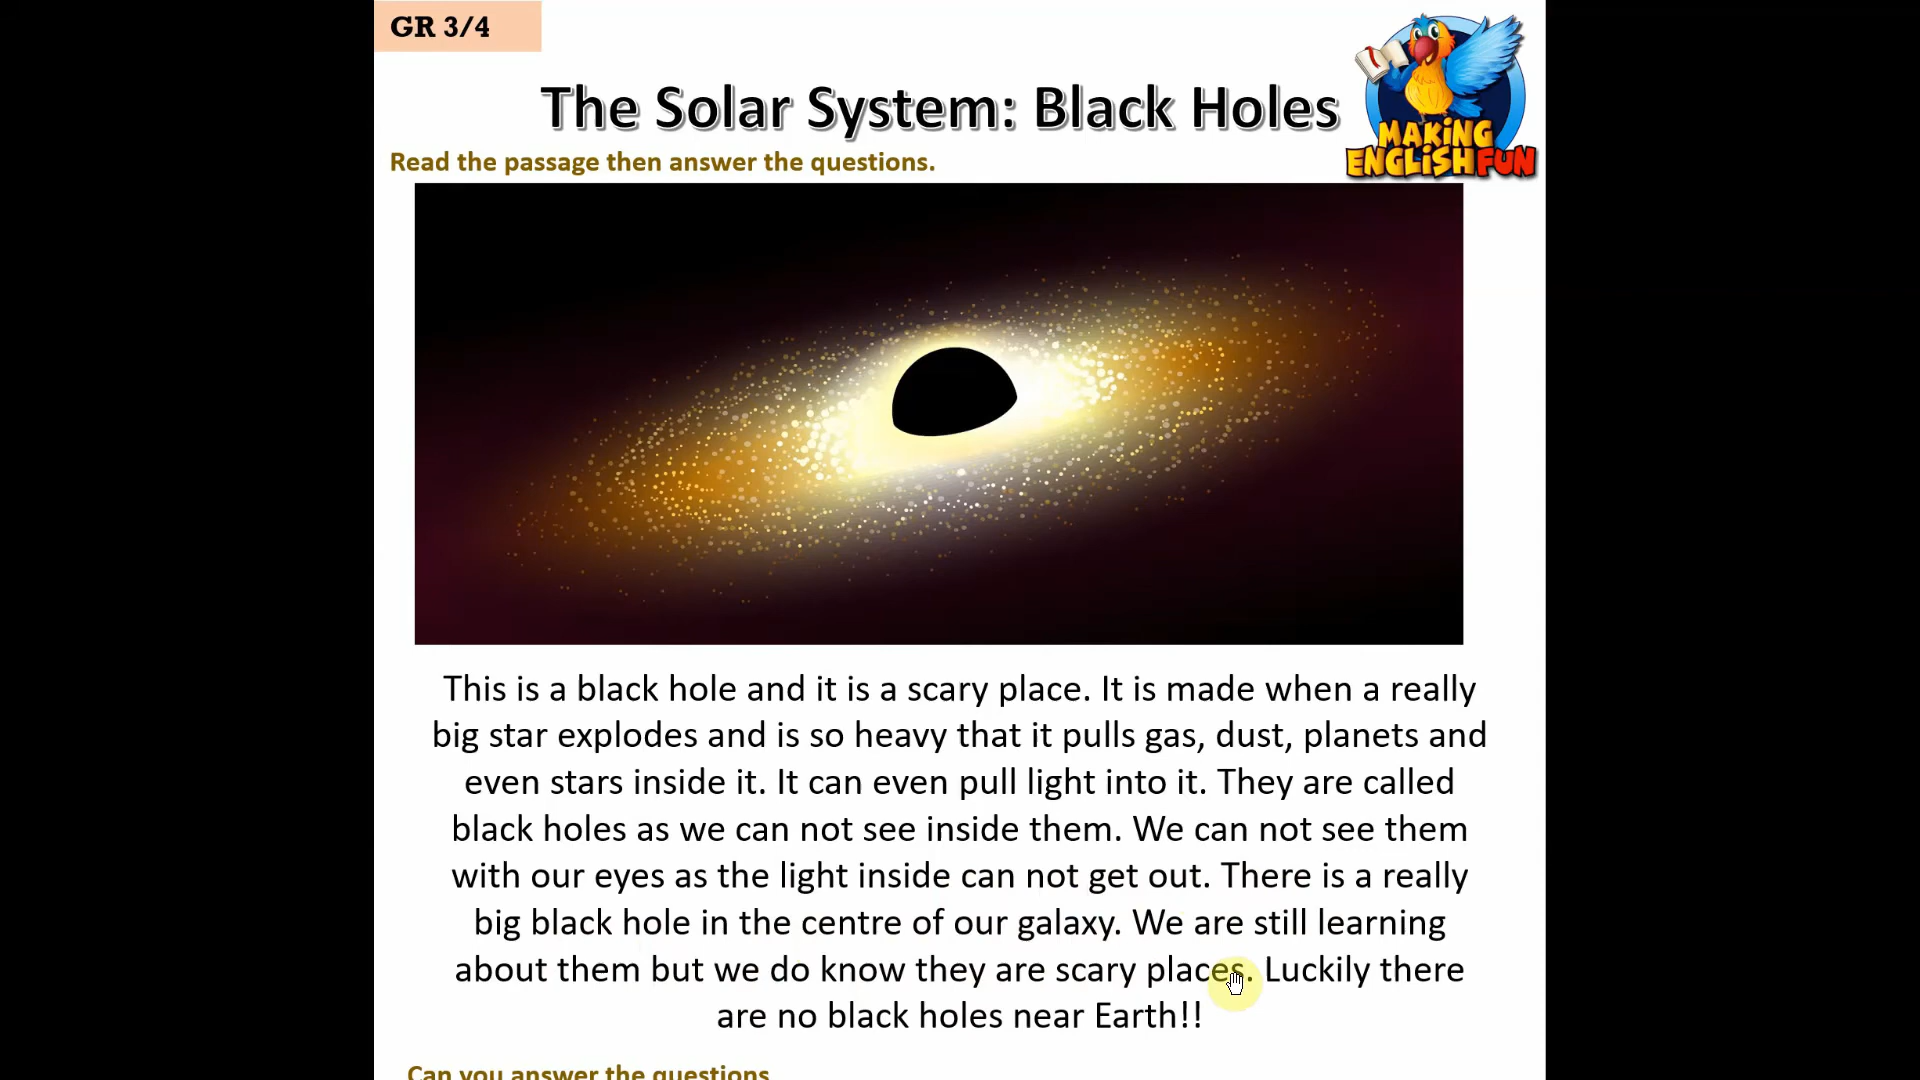 GR 3/4
The Solar System: Black Holes
MAKING
ENGLISH FUN
Read the passage then answer the questions.
This is a black hole and it is a scary place. It is made when a really
big star explodes and is so heavy that it pulls gas, dust, planets and
even stars inside it. It can even pull light into it. They are called
black holes as we can not see inside them. We can not see them
with our eyes as the light inside can not get out. There is a really
big black hole in the centre of our galaxy. We are still learning
about them but we do know they are scary places. Luckily there
are no black holes near Earth!!
Can you answer the questions